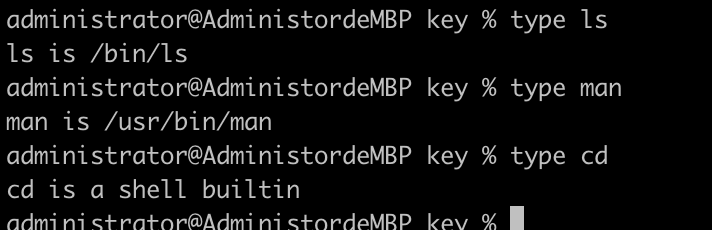 administrator@AdministordeMBP key % type ls
ls is /bin/ls
administrator@AdministordeMBP key % type man
man is /usr/bin/man
administrator@AdministordeMBP key % type cd
cd is a shell builtin
administrator@AdministordeMBP key %